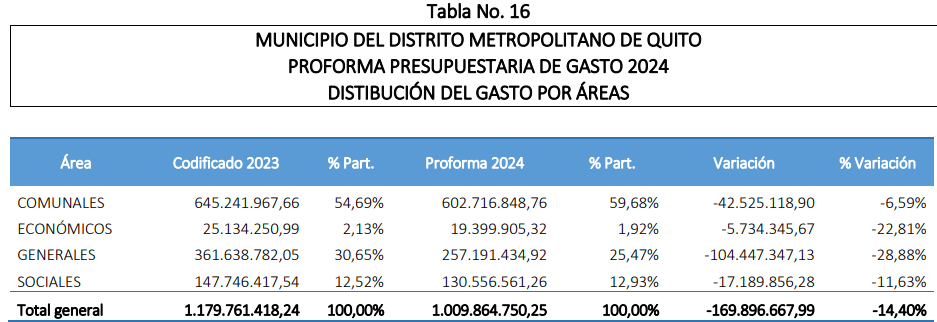 Tabla No. 16
MUNICIPIO DEL DISTRITO METROPOLITANO DE QUITO
PROFORMA PRESUPUESTARIA DE GASTO 2024
DISTIBUCIÓN DEL GASTO POR ÁREAS
Área Codificado 2023 % Part. Proforma 2024 % Part. Variación % Variación
COMUNALES 645.241.967,66 54,69% 602.716.848,76 59,68% -42.525.118,90 -6,59%
ECONÓMICOS 25.134.250,99 2,13% 19.399.905,32 1,92% -5.734.345,67 -22,81%
GENERALES 361.638.782,05 30,65% 257.191.434,92 25,47% -104.447.347,13 -28,88%
SOCIALES 147.746.417,54 12,52% 130.556.561,26 12,93% -17.189.856,28 -11,63%
Total general 1.179.761.418,24 100,00% 1.009.864.750,25 100,00% -169.896.667,99 -14,40%